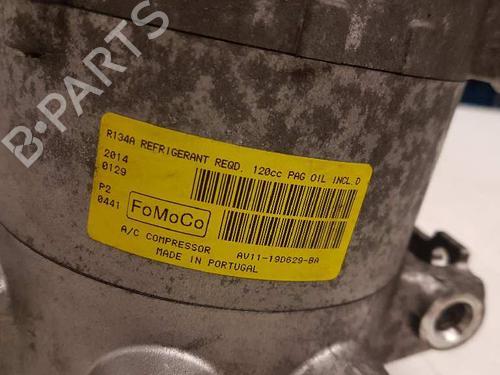 R134A REFRIGERANT REQD. 120cc PAG OIL INCL.D
2014
0129
P2
0441
FoMoCo
A/C COMPRESSOR AV11-19D629-BA
MADE IN PORTUGAL
B-PARTS